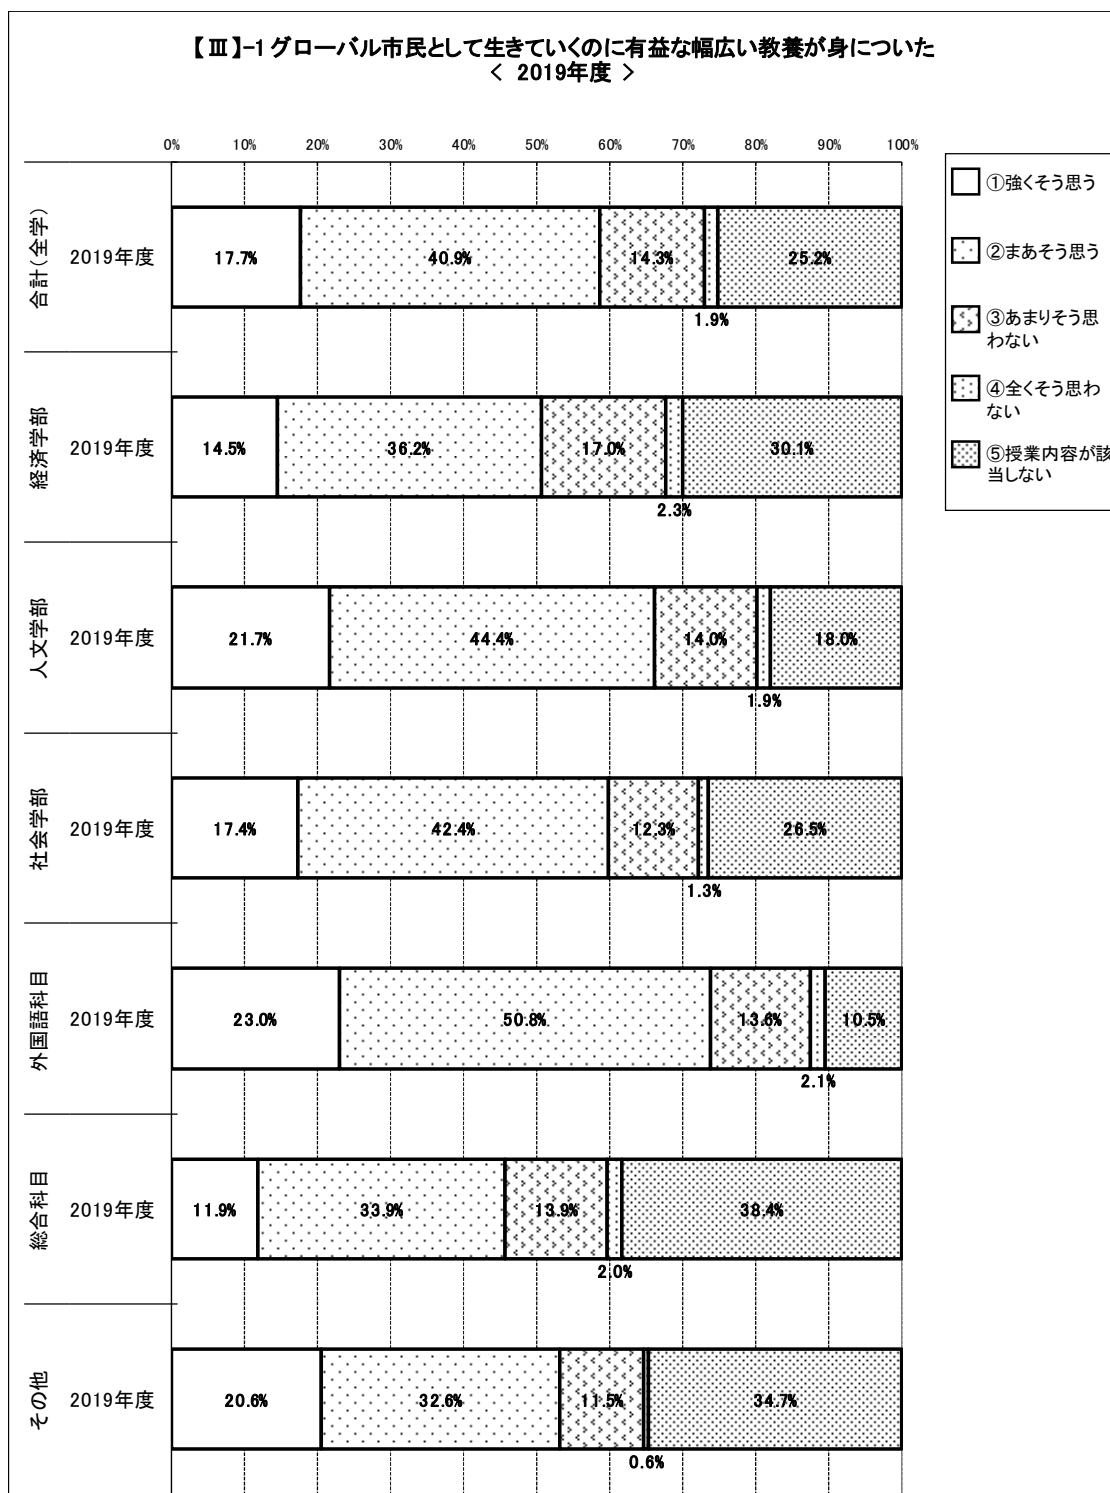 【Ⅲ】-1 グローバル市民として生きていくのに有益な幅広い教養が身についた
< 2019年度 >
0% 10% 20% 30% 40% 50% 60% 70% 80% 90% 100%
①強くそう思う
②まあそう思う
③あまりそう思
わない
④全くそう思わ
ない
⑤授業内容が該
当しない
合計(全学)
2019年度
17.7% 40.9% 14.3% 25.2%
1.9%
経済学部
2019年度
14.5% 36.2% 17.0% 30.1%
2.3%
人文学部
2019年度
21.7% 44.4% 14.0% 18.0%
1.9%
社会学部
2019年度
17.4% 42.4% 12.3% 26.5%
1.3%
外国語科目
2019年度
23.0% 50.8% 13.6% 10.5%
2.1%
総合科目
2019年度
11.9% 33.9% 13.9% 38.4%
2.0%
その他
2019年度
20.6% 32.6% 11.5% 34.7%
0.6%